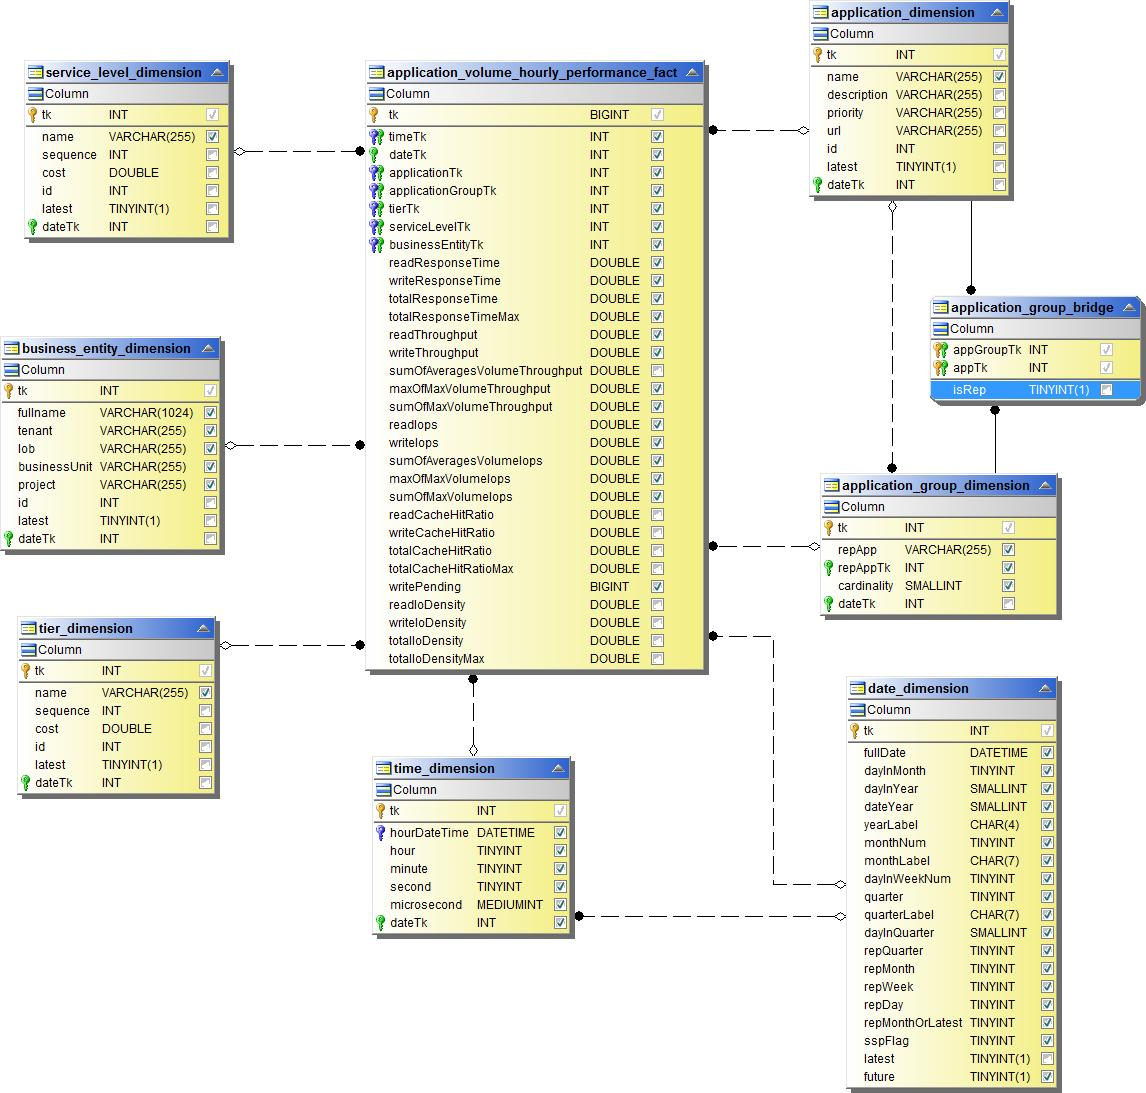 service_level_dimension
Column
tk INT
name VARCHAR(255)
sequence INT
cost DOUBLE
id INT
latest TINYINT(1)
dateTk INT
business_entity_dimension
Column
tk INT
fullname VARCHAR(1024)
tenant VARCHAR(255)
lob VARCHAR(255)
businessUnit VARCHAR(255)
project VARCHAR(255)
id INT
latest TINYINT(1)
dateTk INT
tier_dimension
Column
tk INT
name VARCHAR(255)
sequence INT
cost DOUBLE
id INT
latest TINYINT(1)
dateTk INT
application_volume_hourly_performance_fact
Column
tk BIGINT
timeTk INT
dateTk INT
applicationTk INT
applicationGroupTk INT
tierTk INT
serviceLevelTk INT
businessEntityTk INT
readResponseTime DOUBLE
writeResponseTime DOUBLE
totalResponseTime DOUBLE
totalResponseTimeMax DOUBLE
readThroughput DOUBLE
writeThroughput DOUBLE
sumOfAveragesVolumeThroughput DOUBLE
maxOfMaxVolumeThroughput DOUBLE
sumOfMaxVolumeThroughput DOUBLE
readIops DOUBLE
writeIops DOUBLE
sumOfAveragesVolumeIops DOUBLE
maxOfMaxVolumeIops DOUBLE
sumOfMaxVolumeIops DOUBLE
readCacheHitRatio DOUBLE
writeCacheHitRatio DOUBLE
totalCacheHitRatio DOUBLE
totalCacheHitRatioMax DOUBLE
writePending BIGINT
readIoDensity DOUBLE
writeIoDensity DOUBLE
totalIoDensity DOUBLE
totalIoDensityMax DOUBLE
time_dimension
Column
tk INT
hourDateTime DATETIME
hour TINYINT
minute TINYINT
second TINYINT
microsecond MEDIUMINT
dateTk INT
application_dimension
Column
tk INT
name VARCHAR(255)
description VARCHAR(255)
priority VARCHAR(255)
url VARCHAR(255)
id INT
latest TINYINT(1)
dateTk INT
application_group_bridge
Column
appGroupTk INT
appTk INT
isRep TINYINT(1)
application_group_dimension
Column
tk INT
repApp VARCHAR(255)
repAppTk INT
cardinality SMALLINT
dateTk INT
date_dimension
Column
tk INT
fullDate DATETIME
dayInMonth TINYINT
dayInYear SMALLINT
dateYear SMALLINT
yearLabel CHAR(4)
monthNum TINYINT
monthLabel CHAR(7)
dayInWeekNum TINYINT
quarter TINYINT
quarterLabel CHAR(7)
dayInQuarter SMALLINT
repQuarter TINYINT
repMonth TINYINT
repWeek TINYINT
repDay TINYINT
repMonthOrLatest TINYINT
sspFlag TINYINT
latest TINYINT(1)
future TINYINT(1)